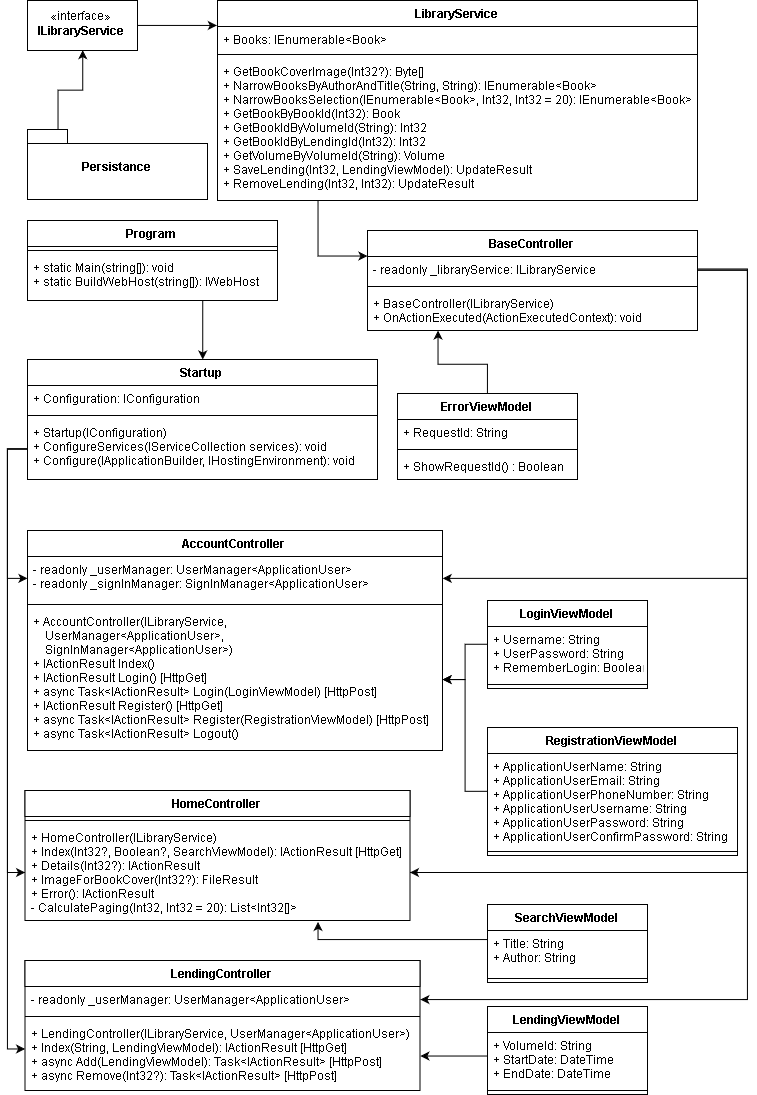 «interface»
ILibraryService
LibraryService
+ Books: IEnumerable<Book>
+ GetBookCoverImage(Int32?): Byte[]
+ NarrowBooksByAuthorAndTitle(String, String): IEnumerable<Book>
+ NarrowBooksSelection(IEnumerable<Book>, Int32, Int32 = 20): IEnumerable<Book>
+ GetBookByBookId(Int32): Book
+ GetBookIdByVolumeId(String): Int32
+ GetBookIdByLendingId(Int32): Int32
+ GetVolumeByVolumeId(String): Volume
+ SaveLending(Int32, LendingViewModel): UpdateResult
+ RemoveLending(Int32, Int32): UpdateResult
Persistance
Program
+ static Main(string[]): void
+ static BuildWebHost(string[]): IWebHost
BaseController
- readonly _libraryService: ILibraryService
+ BaseController(ILibraryService)
+ OnActionExecuted(ActionExecutedContext): void
Startup
+ Configuration: IConfiguration
+ Startup(IConfiguration)
+ ConfigureServices(IServiceCollection services): void
+ Configure(IApplicationBuilder, IHostingEnvironment): void
ErrorViewModel
+ RequestId: String
+ ShowRequestId() : Boolean
AccountController
- readonly _userManager: UserManager<ApplicationUser>
- readonly _signInManager: SignInManager<ApplicationUser>
+ AccountController(ILibraryService,
UserManager<ApplicationUser>,
SignInManager<ApplicationUser>)
+ IActionResult Index()
+ IActionResult Login() [HttpGet]
+ async Task<IActionResult> Login(LoginViewModel) [HttpPost]
+ IActionResult Register() [HttpGet]
+ async Task<IActionResult> Register(RegistrationViewModel) [HttpPost]
+ async Task<IActionResult> Logout()
LoginViewModel
+ Username: String
+ UserPassword: String
+ RememberLogin: Boolea
RegistrationViewModel
+ ApplicationUserName: String
+ ApplicationUserEmail: String
+ ApplicationUserPhoneNumber: String
+ ApplicationUserUsername: String
+ ApplicationUserPassword: String
+ ApplicationUserConfirmPassword: String
HomeController
+ HomeController(ILibraryService)
+ Index(Int32?, Boolean?, SearchViewModel): IActionResult [HttpGet]
+ Details(Int32?): IActionResult
+ ImageForBookCover(Int32?): FileResult
+ Error(): IActionResult
- CalculatePaging(Int32, Int32 = 20): List<Int32[]>
SearchViewModel
+ Title: String
+ Author: String
LendingController
- readonly _userManager: UserManager<ApplicationUser>
+ LendingController(ILibraryService, UserManager<ApplicationUser>)
+ Index(String, LendingViewModel): IActionResult [HttpGet]
+ async Add(LendingViewModel): Task<IActionResult> [HttpPost]
+ async Remove(Int32?): Task<IActionResult> [HttpPost]
LendingViewModel
+ VolumeId: String
+ StartDate: DateTime
+ EndDate: DateTime